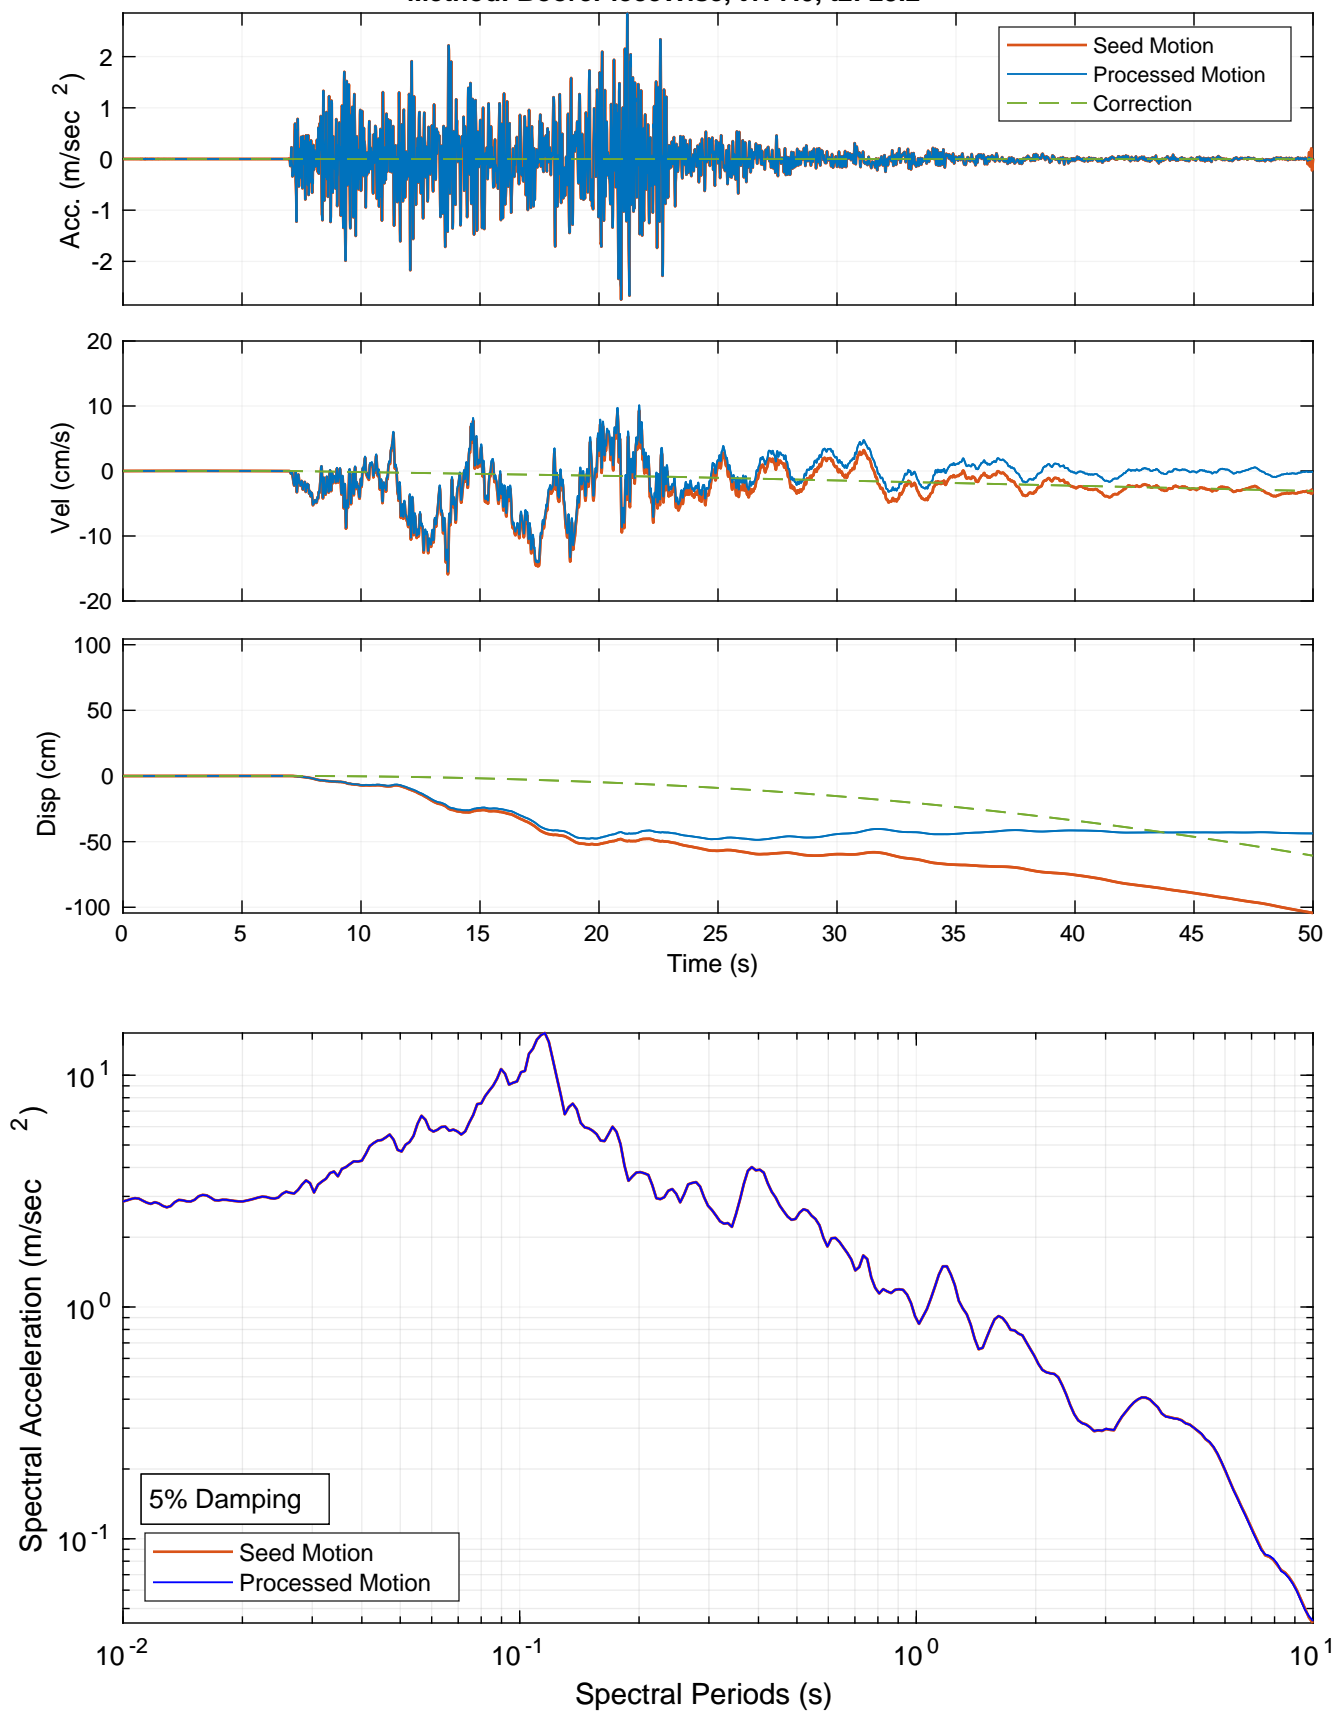 Seed Motion
Processed Motion
Correction
2
1
0
-1
-2
Acc. (m/sec 2)
20
10
0
-10
-20
Vel (cm/s)
100
50
0
-50
-100
Disp (cm)
0 5 10 15 20 25 30 35 40 45 50
Time (s)
10^1
10^0
10^-1
Spectral Acceleration (m/sec 2)
5% Damping
Seed Motion
Processed Motion
10^-2 10^-1 10^0 10^1
Spectral Periods (s)